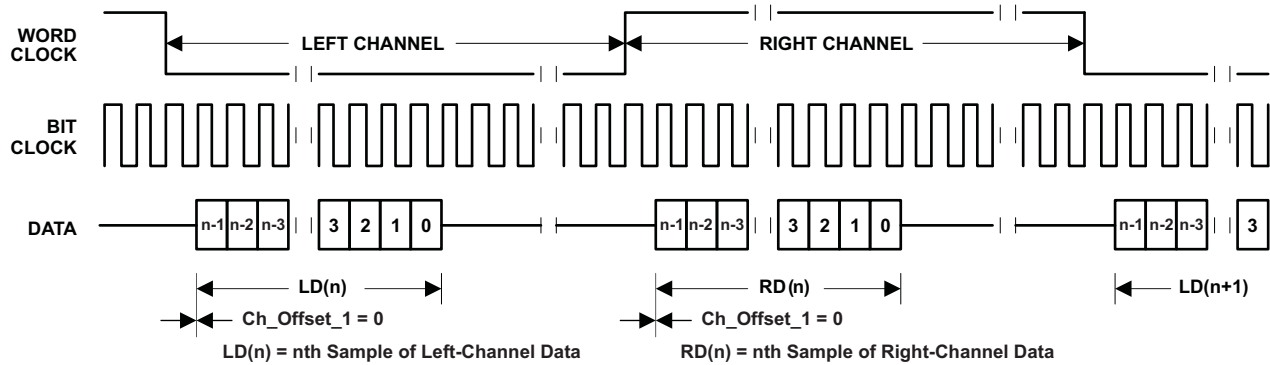 WORD
CLOCK
LEFT CHANNEL
RIGHT CHANNEL
BIT
CLOCK
DATA
n-1 n-2 n-3 3 2 1 0 n-1 n-2 n-3 3 2 1 0 n-1 n-2 n-3 3
LD(n) RD(n) LD(n+1)
Ch_Offset_1 = 0 Ch_Offset_1 = 0
LD(n) = nth Sample of Left-Channel Data RD(n) = nth Sample of Right-Channel Data